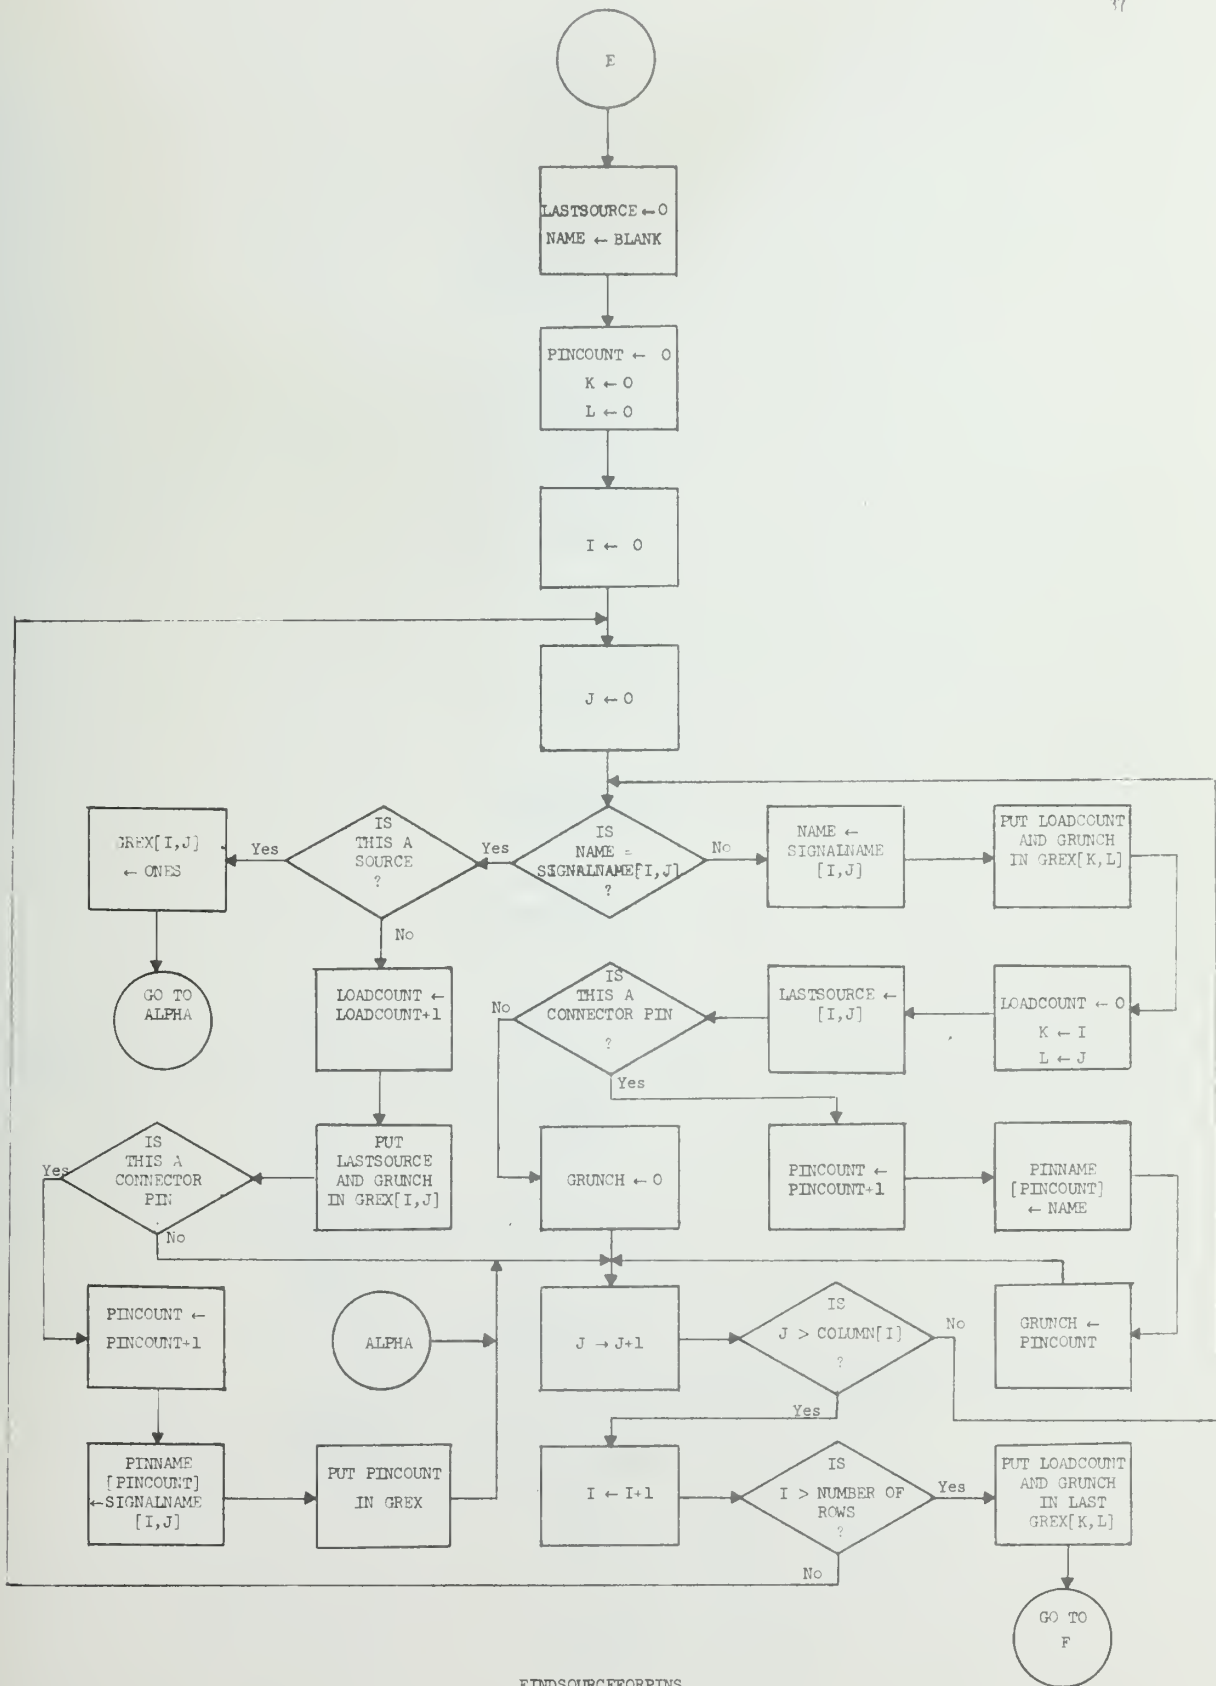 37
E
LASTSOURCE ← 0
NAME ← BLANK
PINCOUNT ← 0
K ← 0
L ← 0
I ← 0
J ← 0
IS
NAME =
SIGNALNAME[I,J]
?
Yes
No
IS
THIS A
SOURCE
?
Yes
No
GREX[I,J]
← ONES
GO TO
ALPHA
NAME ←
SIGNALNAME
[I,J]
PUT LOADCOUNT
AND GRUNCH
IN GREX[K,L]
LOADCOUNT ← 0
K ← I
L ← J
LASTSOURCE ←
[I,J]
IS
THIS A
CONNECTOR PIN
?
No
Yes
LOADCOUNT ←
LOADCOUNT+1
PUT
LASTSOURCE
AND GRUNCH
IN GREX[I,J]
IS
THIS A
CONNECTOR
PIN
Yes
No
GRUNCH ← 0
PINCOUNT ←
PINCOUNT+1
PINNAME
[PINCOUNT]
← NAME
GRUNCH ←
PINCOUNT
PINCOUNT ←
PINCOUNT+1
ALPHA
J → J+1
IS
J > COLUMN[I]
?
No
Yes
PINNAME
[PINCOUNT]
←SIGNALNAME
[I,J]
PUT PINCOUNT
IN GREX
I ← I+1
IS
I > NUMBER OF
ROWS
?
Yes
No
PUT LOADCOUNT
AND GRUNCH
IN LAST
GREX[K,L]
GO TO
F
FINDSOURCEFORPINS